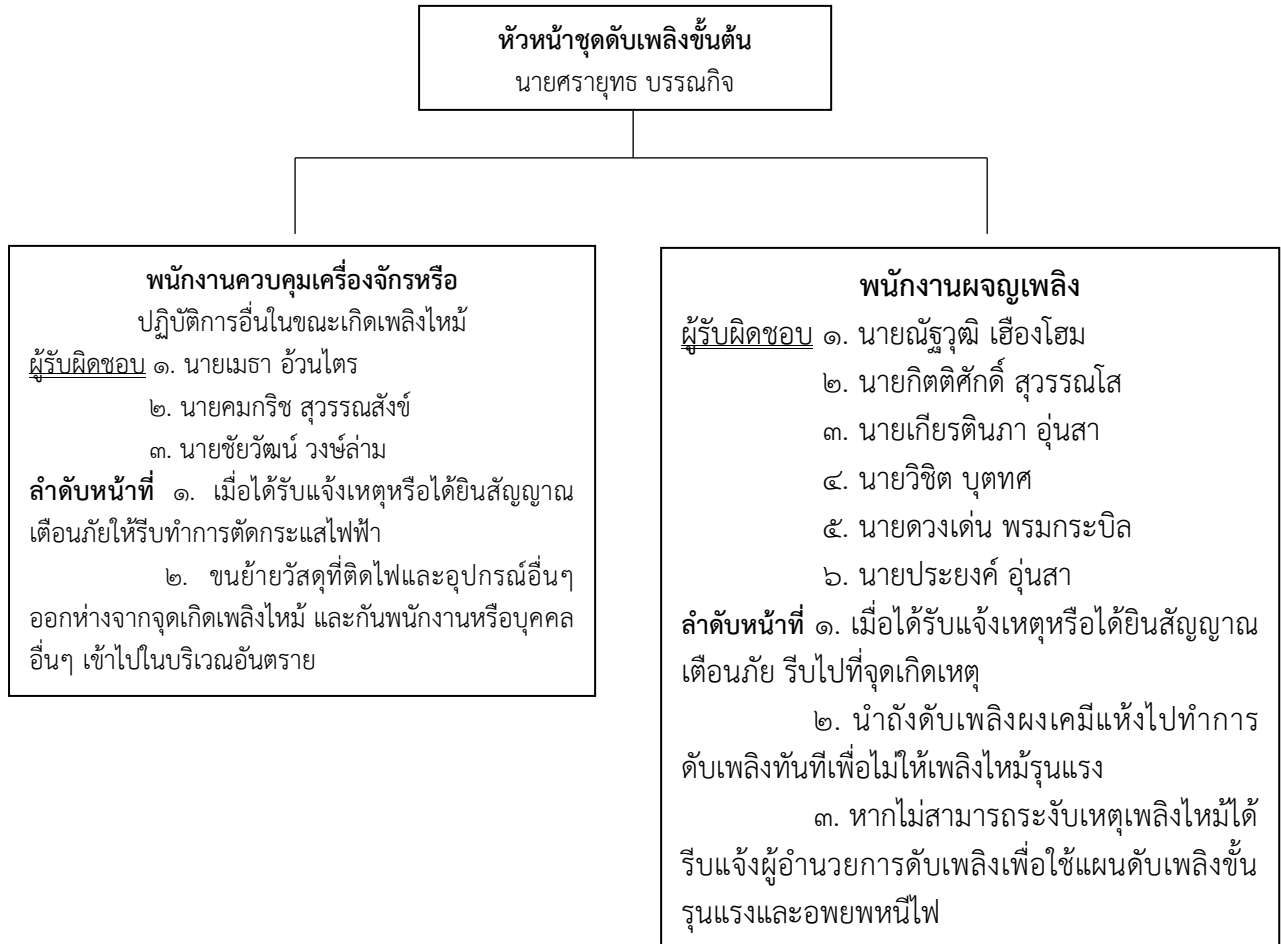 หัวหน้าชุดดับเพลิงขั้นต้น
นายศรายุทธ บรรณกิจ
พนักงานควบคุมเครื่องจักรหรือ
ปฏิบัติการอื่นในขณะเกิดเพลิงไหม้
ผู้รับผิดชอบ ๑. นายเมธา อ้วนไตร
๒. นายคมกริช สุวรรณสังข์
๓. นายชัยวัฒน์ วงษ์ล่าม
ลำดับหน้าที่ ๑. เมื่อได้รับแจ้งเหตุหรือได้ยินสัญญาณ
เตือนภัยให้รีบทำการตัดกระแสไฟฟ้า
๒. ขนย้ายวัสดุที่ติดไฟและอุปกรณ์อื่นๆ
ออกห่างจากจุดเกิดเพลิงไหม้ และกันพนักงานหรือบุคคล
อื่นๆ เข้าไปในบริเวณอันตราย
พนักงานผจญเพลิง
ผู้รับผิดชอบ ๑. นายณัฐวุฒิ เฮืองโฮม
๒. นายกิตติศักดิ์ สุวรรณโส
๓. นายเกียรตินภา อุ่นสา
๔. นายวิชิต บุตทศ
๕. นายดวงเด่น พรมกระบิล
๖. นายประยงค์ อุ่นสา
ลำดับหน้าที่ ๑. เมื่อได้รับแจ้งเหตุหรือได้ยินสัญญาณ
เตือนภัย รีบไปที่จุดเกิดเหตุ
๒. นำถังดับเพลิงผงเคมีแห้งไปทำการ
ดับเพลิงทันทีเพื่อไม่ให้เพลิงไหม้รุนแรง
๓. หากไม่สามารถระงับเหตุเพลิงไหม้ได้
รีบแจ้งผู้อำนวยการดับเพลิงเพื่อใช้แผนดับเพลิงขั้น
รุนแรงและอพยพหนีไฟ